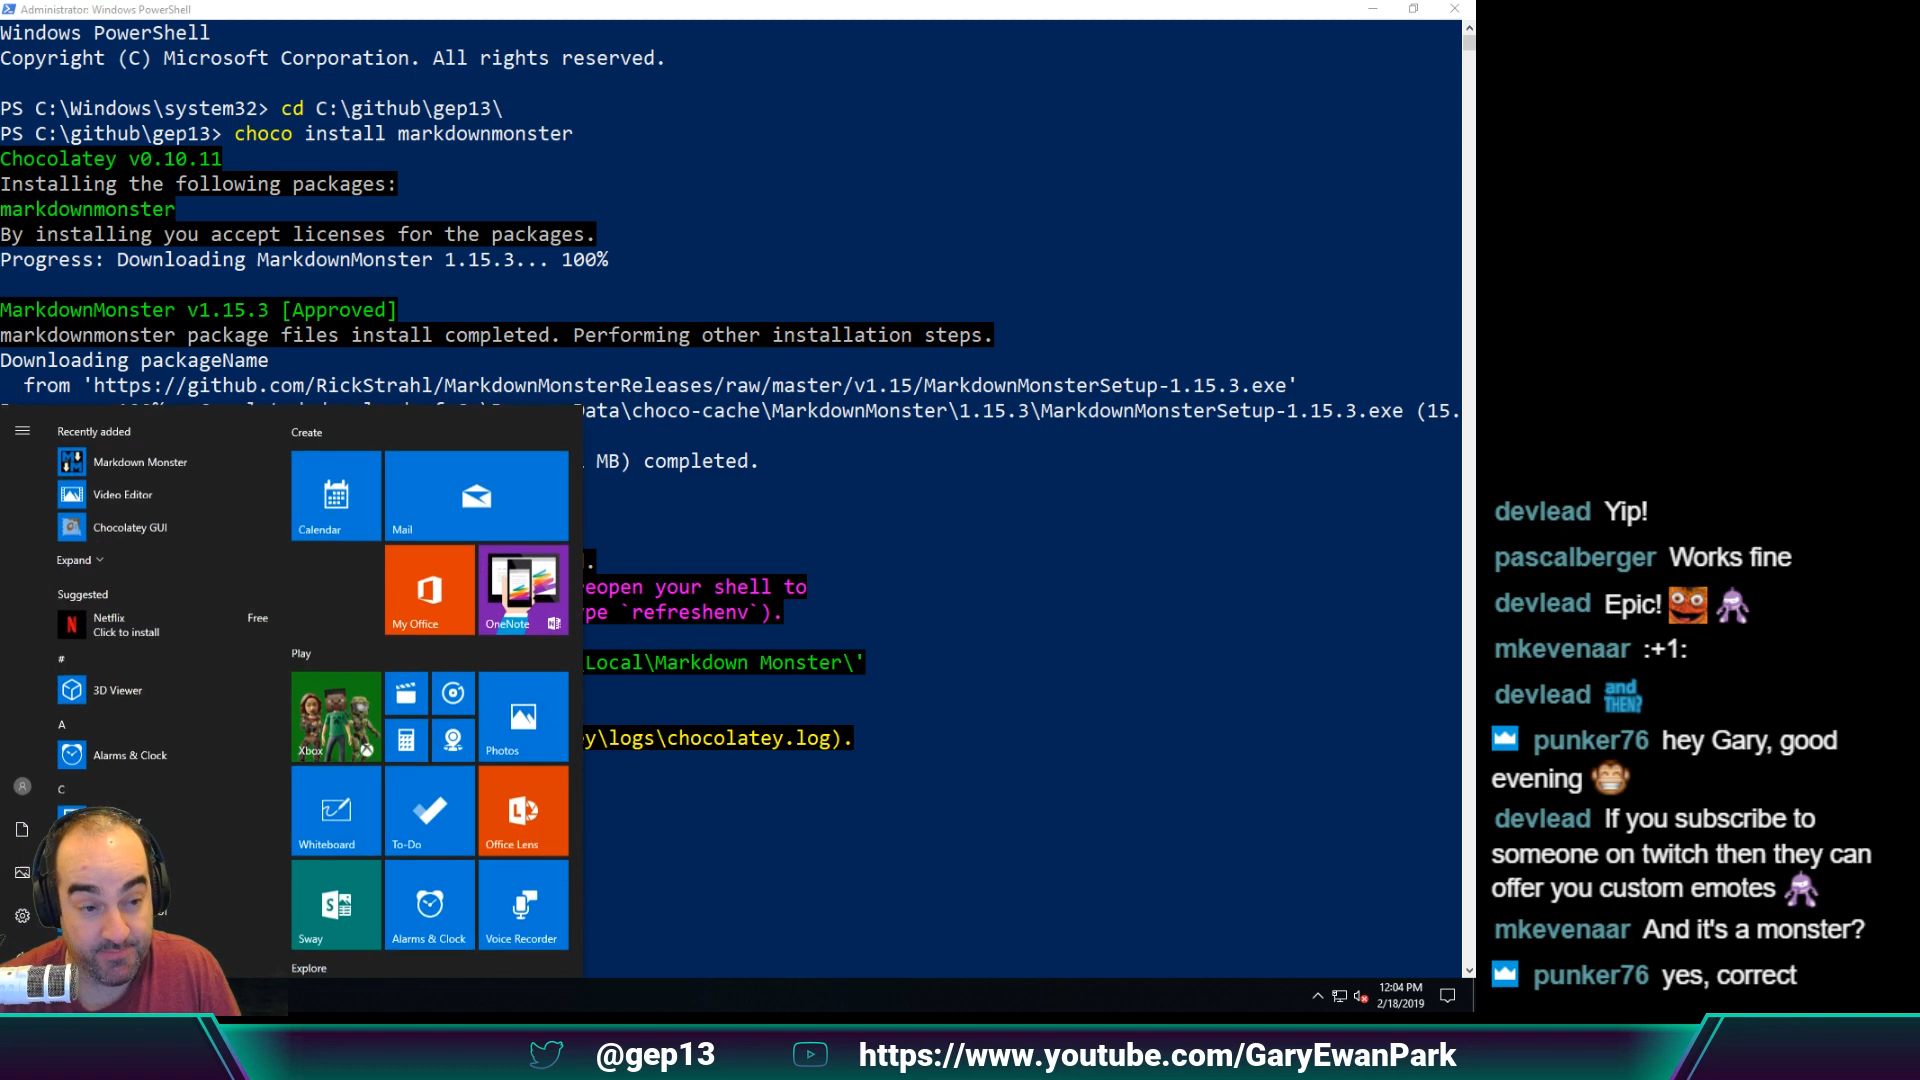 Administrator: Windows PowerShell
Windows PowerShell
Copyright (C) Microsoft Corporation. All rights reserved.
PS C:\Windows\system32> cd C:\github\gep13\
PS C:\github\gep13> choco install markdownmonster
Chocolatey v0.10.11
Installing the following packages:
markdownmonster
By installing you accept licenses for the packages.
Progress: Downloading MarkdownMonster 1.15.3... 100%
MarkdownMonster v1.15.3 [Approved]
markdownmonster package files install completed. Performing other installation steps.
Downloading packageName
from 'https://github.com/RickStrahl/MarkdownMonsterReleases/raw/master/v1.15/MarkdownMonsterSetup-1.15.3.exe'
Data\choco-cache\MarkdownMonster\1.15.3\MarkdownMonsterSetup-1.15.3.exe (15.
MB) completed.
reopen your shell to
`refreshenv`).
Local\Markdown Monster\'
y\logs\chocolatey.log).
Recently added
Markdown Monster
Video Editor
Chocolatey GUI
Expand
Suggested
Netflix
Click to install
Free
#
3D Viewer
A
Alarms & Clock
C
Create
Calendar
Mail
My Office
OneNote
Play
Xbox
Photos
Whiteboard
To-Do
Office Lens
Sway
Alarms & Clock
Voice Recorder
Explore
12:04 PM
2/18/2019
devlead Yip!
pascalberger Works fine
devlead Epic!
mkevenaar :+1:
devlead and THEN?
punker76 hey Gary, good
evening
devlead If you subscribe to
someone on twitch then they can
offer you custom emotes
mkevenaar And it's a monster?
punker76 yes, correct
@gep13
https://www.youtube.com/GaryEwanPark